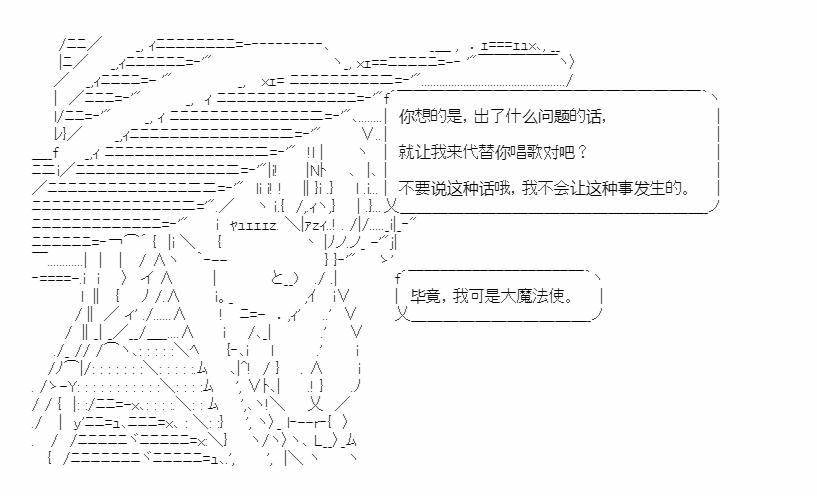 你想的是，出了什么问题的话，
就让我来代替你唱歌对吧？
不要说这种话哦，我不会让这种事发生的。
毕竟，我可是大魔法使。